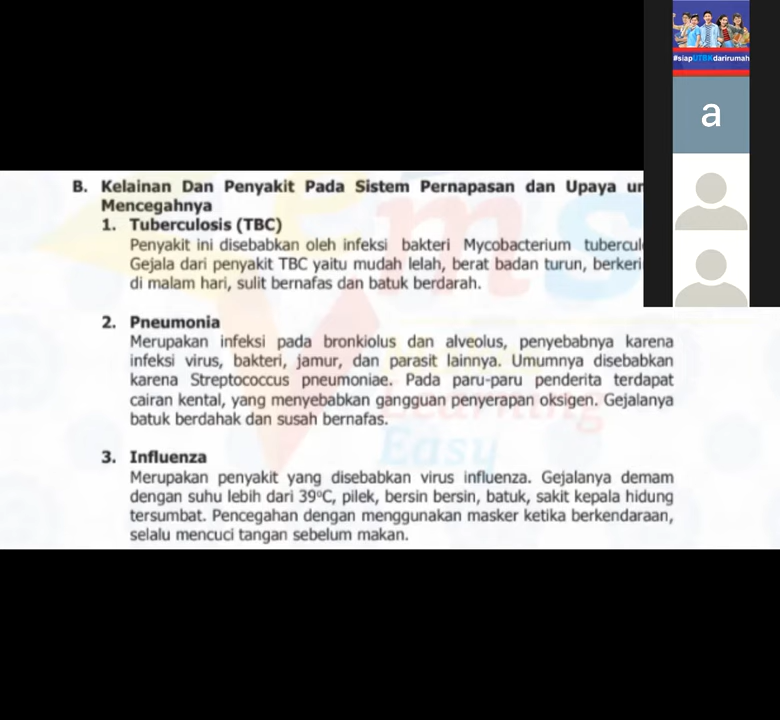 #siapUTBKdarirumah
a
B. Kelainan Dan Penyakit Pada Sistem Pernapasan dan Upaya
Mencegahnya
1. Tuberculosis (TBC)
Penyakit ini disebabkan oleh infeksi bakteri Mycobacterium
Gejala dari penyakit TBC yaitu mudah lelah, berat badan turun,
di malam hari, sulit bernafas dan batuk berdarah.
2. Pneumonia
Merupakan infeksi pada bronkiolus dan alveolus, penyebabnya karena
infeksi virus, bakteri, jamur, dan parasit lainnya. Umumnya disebabkan
karena Streptococcus pneumoniae. Pada paru-paru penderita terdapat
cairan kental, yang menyebabkan gangguan penyerapan oksigen. Gejalanya
batuk berdahak dan susah bernafas.
3. Influenza
Merupakan penyakit yang disebabkan virus influenza. Gejalanya demam
dengan suhu lebih dari 39°C, pilek, bersin bersin, batuk, sakit kepala hidung
tersumbat. Pencegahan dengan menggunakan masker ketika berkendaraan,
selalu mencuci tangan sebelum makan.
Easy